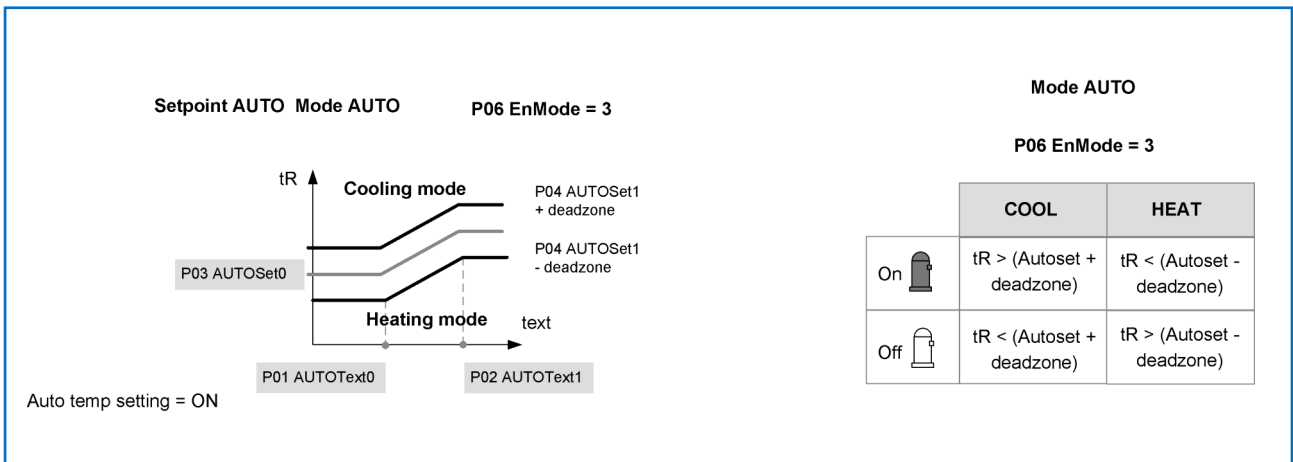 Setpoint AUTO  Mode AUTO
P06 EnMode = 3
tR
Cooling mode
P04 AUTOSet1
+ deadzone
P04 AUTOSet1
- deadzone
P03 AUTOSet0
Heating mode
text
P01 AUTOText0
P02 AUTOText1
Auto temp setting = ON
Mode AUTO
P06 EnMode = 3
COOL
HEAT
On
tR > (Autoset +
deadzone)
tR < (Autoset -
deadzone)
Off
tR < (Autoset +
deadzone)
tR > (Autoset -
deadzone)